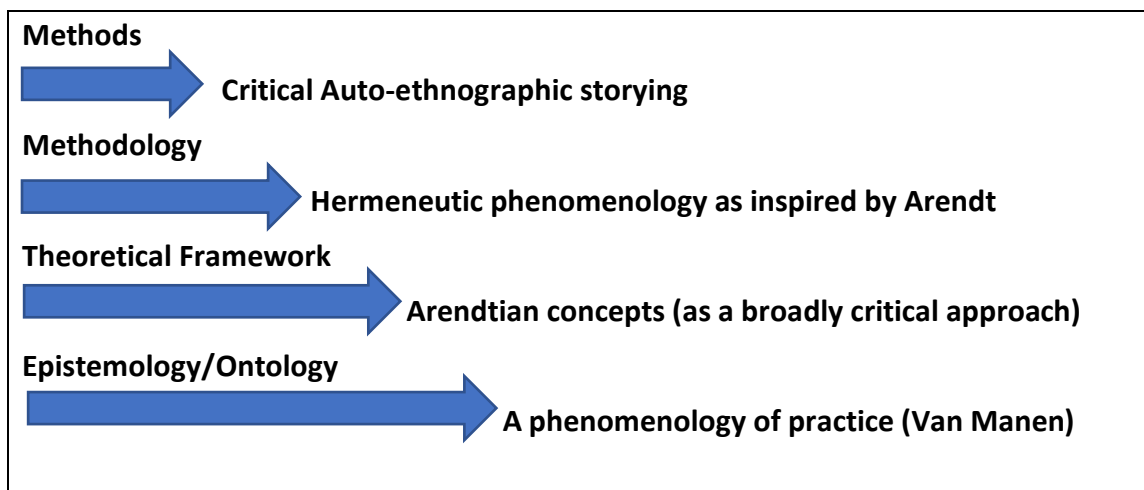 Methods
Critical Auto-ethnographic storying
Methodology
Hermeneutic phenomenology as inspired by Arendt
Theoretical Framework
Arendtian concepts (as a broadly critical approach)
Epistemology/Ontology
A phenomenology of practice (Van Manen)